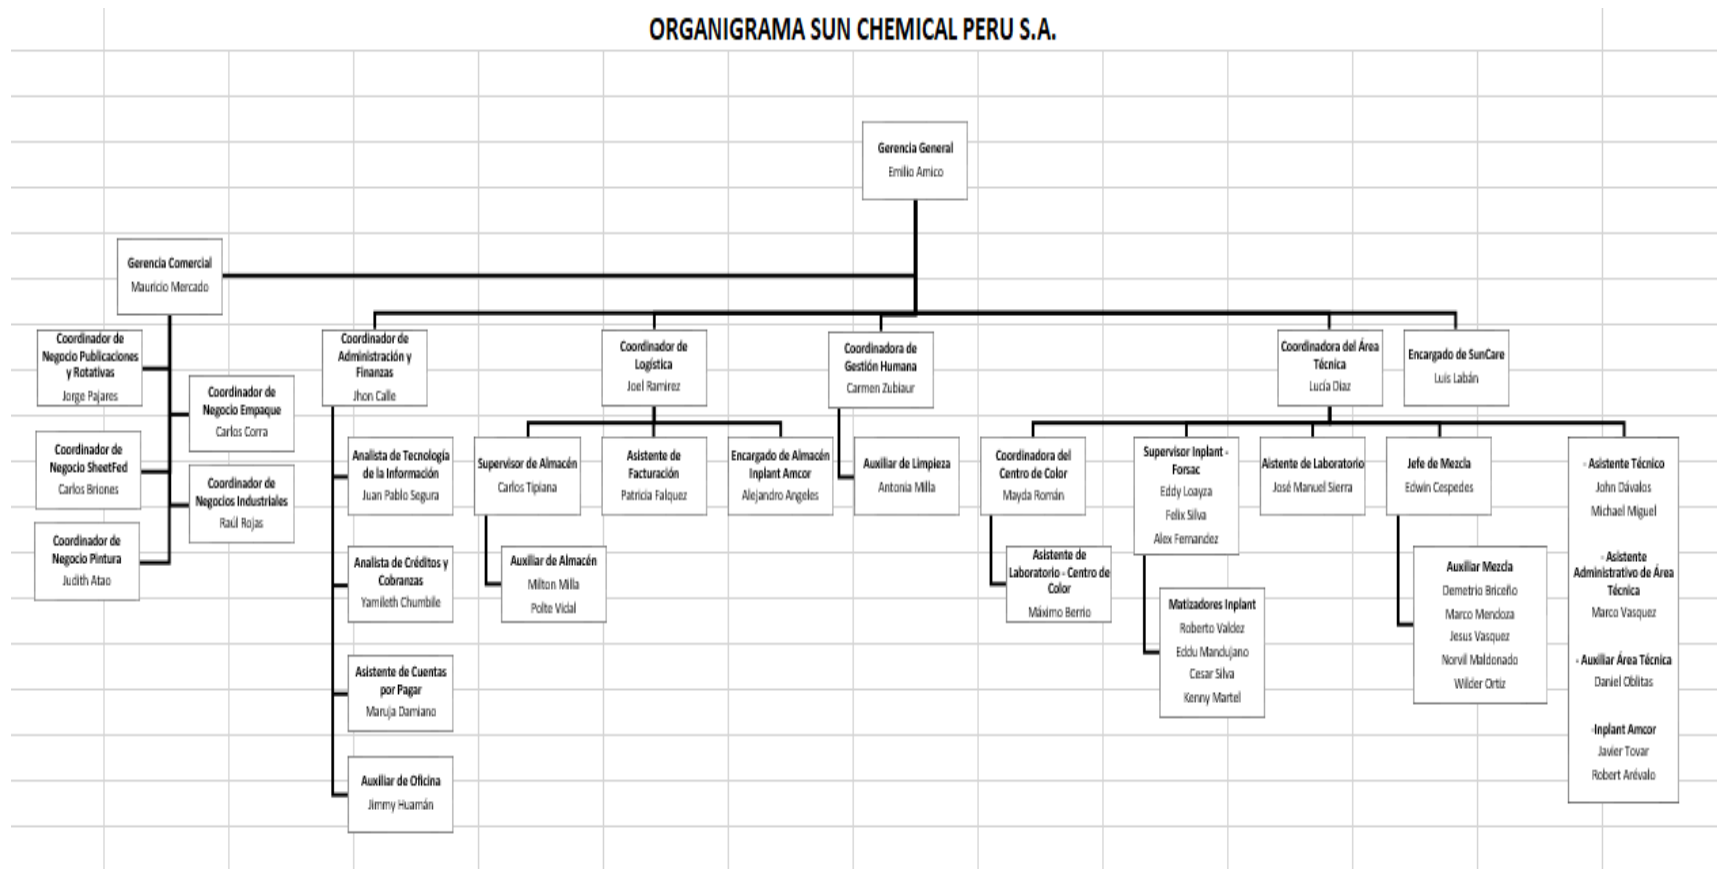 ORGANIGRAMA SUN CHEMICAL PERU S.A.
Gerencia General
Emilio Amico
Gerencia Comercial
Mauricio Mercado
Coordinador de
Negocio Publicaciones
y Rotativas
Jorge Pajares
Coordinador de
Negocio Empaque
Carlos Corra
Coordinador de
Negocio SheetFed
Carlos Briones
Coordinador de
Negocios Industriales
Raúl Rojas
Coordinador de
Negocio Pintura
Judith Atao
Coordinador de
Administración y
Finanzas
Jhon Calle
Analista de Tecnología
de la Información
Juan Pablo Segura
Analista de Créditos y
Cobranzas
Yamileth Chumbile
Asistente de Cuentas
por Pagar
Maruja Damiano
Auxiliar de Oficina
Jimmy Huamán
Coordinador de
Logística
Joel Ramirez
Supervisor de Almacén
Carlos Tipiana
Auxiliar de Almacén
Milton Milla
Polte Vidal
Asistente de
Facturación
Patricia Falquez
Encargado de Almacén
Inplant Amcor
Alejandro Angeles
Coordinadora de
Gestión Humana
Carmen Zubiaur
Auxiliar de Limpieza
Antonia Milla
Coordinadora del Área
Técnica
Lucía Diaz
Coordinadora del
Centro de Color
Mayda Román
Asistente de
Laboratorio - Centro de
Color
Máximo Berrio
Supervisor Inplant -
Forsac
Eddy Loayza
Felix Silva
Alex Fernandez
Matizadores Inplant
Roberto Valdez
Eddu Mandujano
Cesar Silva
Kenny Martel
Aistente de Laboratorio
José Manuel Sierra
Jefe de Mezcla
Edwin Cespedes
Auxiliar Mezcla
Demetrio Briceño
Marco Mendoza
Jesus Vasquez
Norvil Maldonado
Wilder Ortiz
- Asistente Técnico
John Dávalos
Michael Miguel
- Asistente
Administrativo de Área
Técnica
Marco Vasquez
- Auxiliar Área Técnica
Daniel Oblitas
-Inplant Amcor
Javier Tovar
Robert Arévalo
Encargado de SunCare
Luis Labán